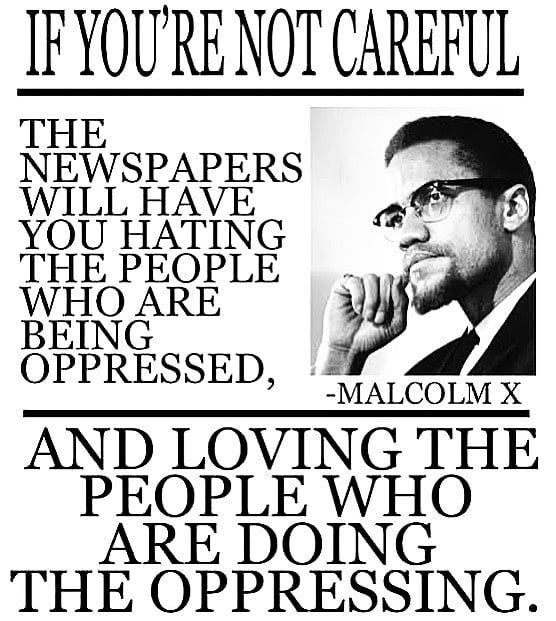 IF YOU'RE NOT CAREFUL
THE
NEWSPAPERS
WILL HAVE
YOU HATING
THE PEOPLE
WHO ARE
BEING
OPPRESSED,
-MALCOLM X
AND LOVING THE
PEOPLE WHO
ARE DOING
THE OPPRESSING.